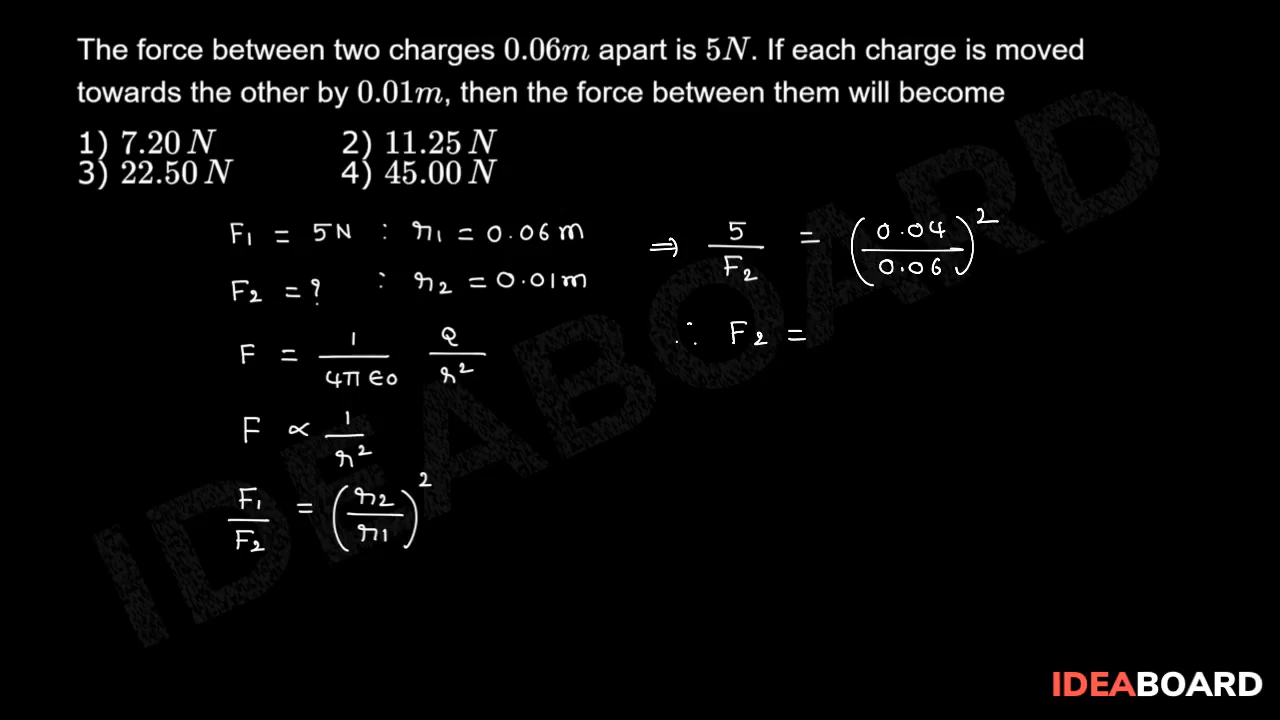 The force between two charges 0.06m apart is 5N. If each charge is moved
towards the other by 0.01m, then the force between them will become
1) 7.20 N 2) 11.25 N
3) 22.50 N 4) 45.00 N
F₁ = 5N : r₁ = 0.06m
F₂ = ? : r₂ = 0.01m
F = 1/(4π ϵ₀) Q/r²
F ∝ 1/r²
F₁/F₂ = (r₂/r₁)²
⇒ 5/F₂ = (0.04/0.06)²
∴ F₂ =
IDEABOARD
IDEABOARD